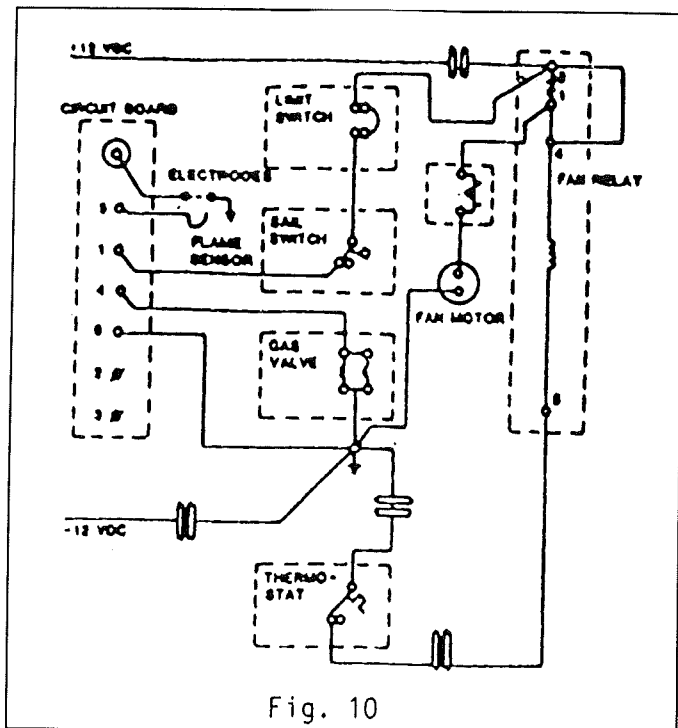 +12 VDC
CIRCUIT BOARD
LIMIT
SWITCH
3
1
4
FAN RELAY
ELECTRODES
5
FLAME
SENSOR
SAIL
SWITCH
1
4
FAN MOTOR
GAS
VALVE
6
2
3
-12 VDC
THERMO-
STAT
Fig. 10